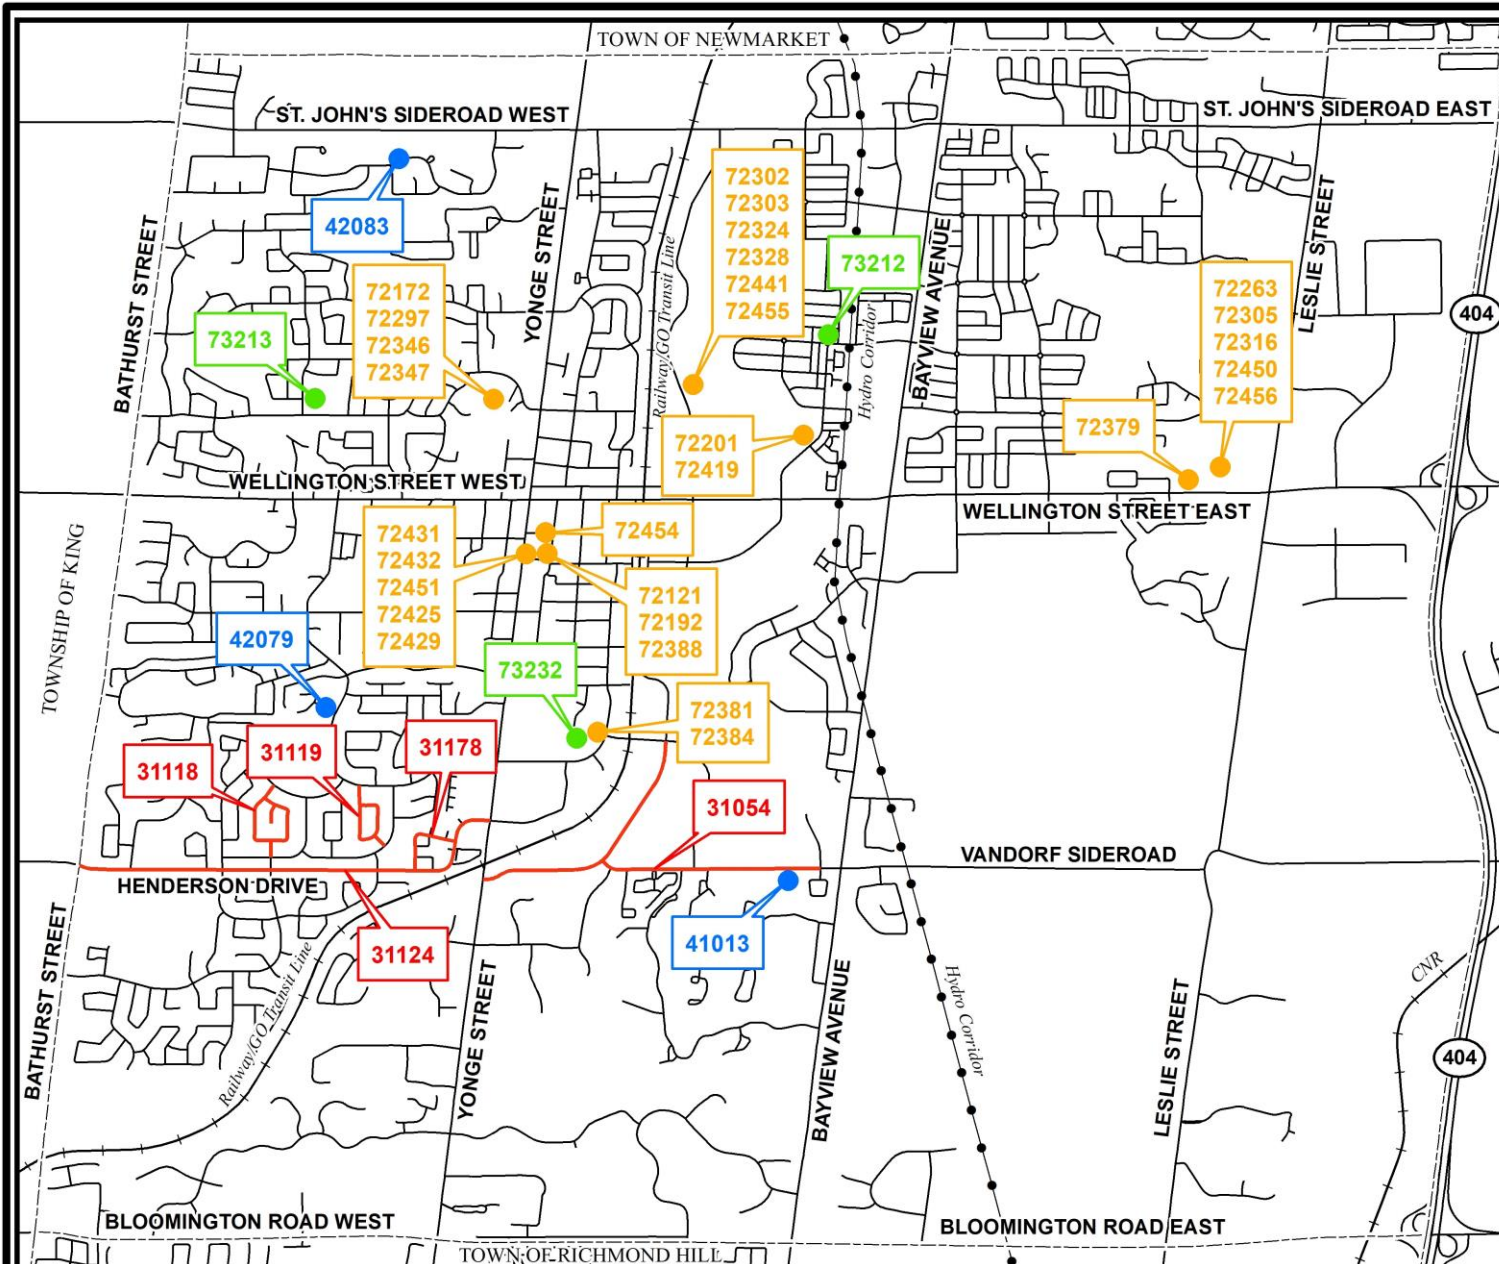 TOWN OF NEWMARKET
ST. JOHN'S SIDEROAD WEST
ST. JOHN'S SIDEROAD EAST
42083
72302
72303
72324
72328
72441
72455
73212
BATHURST STREET
YONGE STREET
Railway/GO Transit Line
BAYVIEW AVENUE
LESLIE STREET
72172
72297
72346
72347
72263
72305
72316
72450
72456
404
73213
Hydro Corridor
72379
72201
72419
WELLINGTON STREET WEST
WELLINGTON STREET EAST
TOWNSHIP OF KING
72431
72432
72451
72425
72429
72454
72121
72192
72388
42079
73232
72381
72384
31118
31119
31178
31054
VANDORF SIDEROAD
HENDERSON DRIVE
31124
41013
BATHURST STREET
Railway/GO Transit Line
YONGE STREET
BAYVIEW AVENUE
Hydro Corridor
LESLIE STREET
CNR
404
BLOOMINGTON ROAD WEST
BLOOMINGTON ROAD EAST
TOWN OF RICHMOND HILL